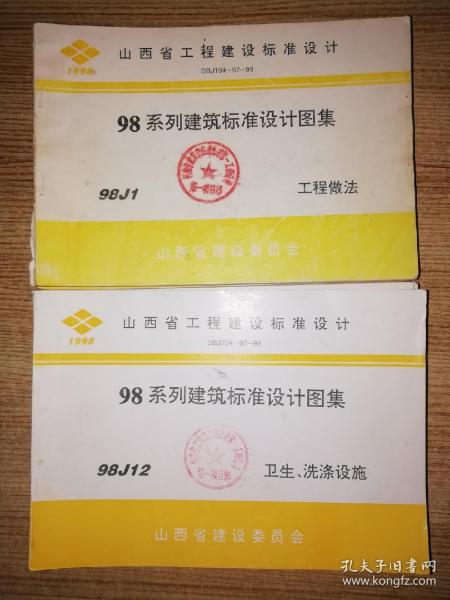 1998
山西省工程建设标准设计
DBJT04-07-98
98系列建筑标准设计图集
98J1
工程做法
山西省建设委员会
1998
山西省工程建设标准设计
DBJT04-07-98
98系列建筑标准设计图集
98J12
卫生、洗涤设施
山西省建设委员会
孔夫子旧书网
www.kongfz.com